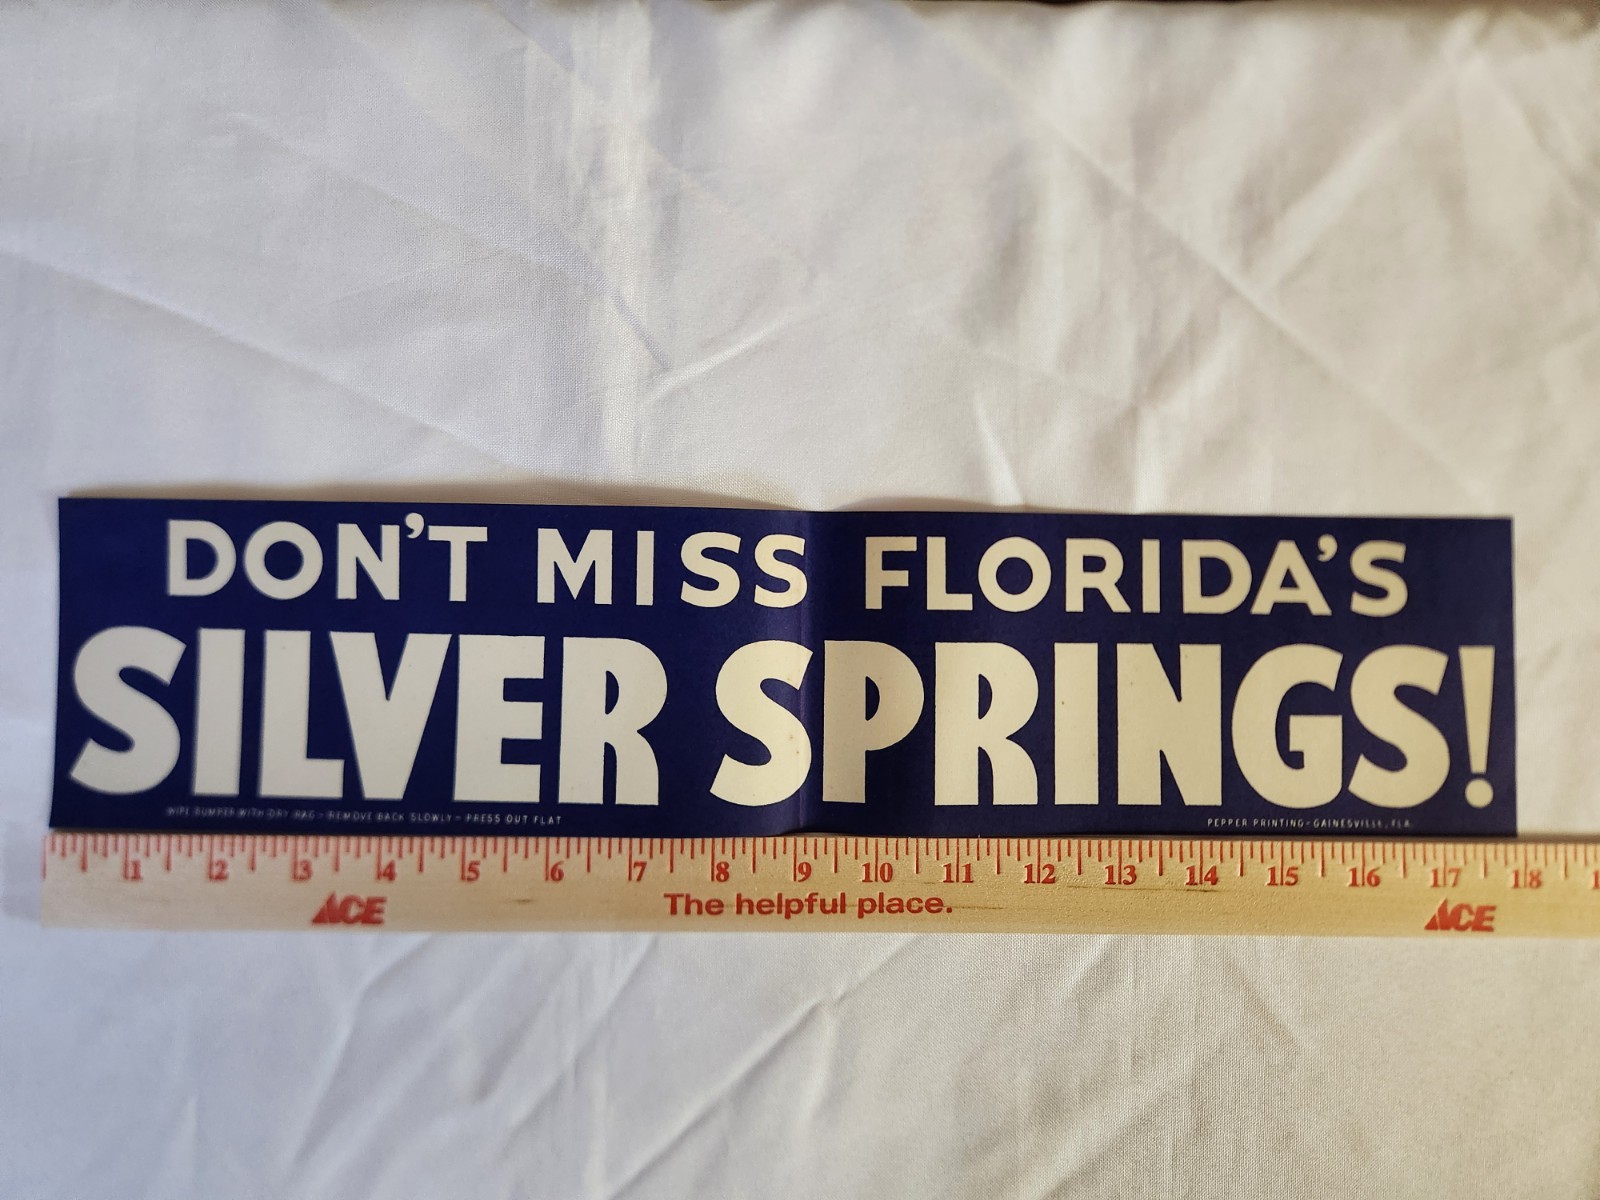 DON'T MISS FLORIDA'S
SILVER SPRINGS!
WIPE BUMPER WITH DRY RAG - REMOVE BACK SLOWLY - PRESS OUT FLAT
PEPPER PRINTING - GAINESVILLE, FLA.
1 2 3 4 5 6 7 8 9 10 11 12 13 14 15 16 17 18
ACE The helpful place. ACE